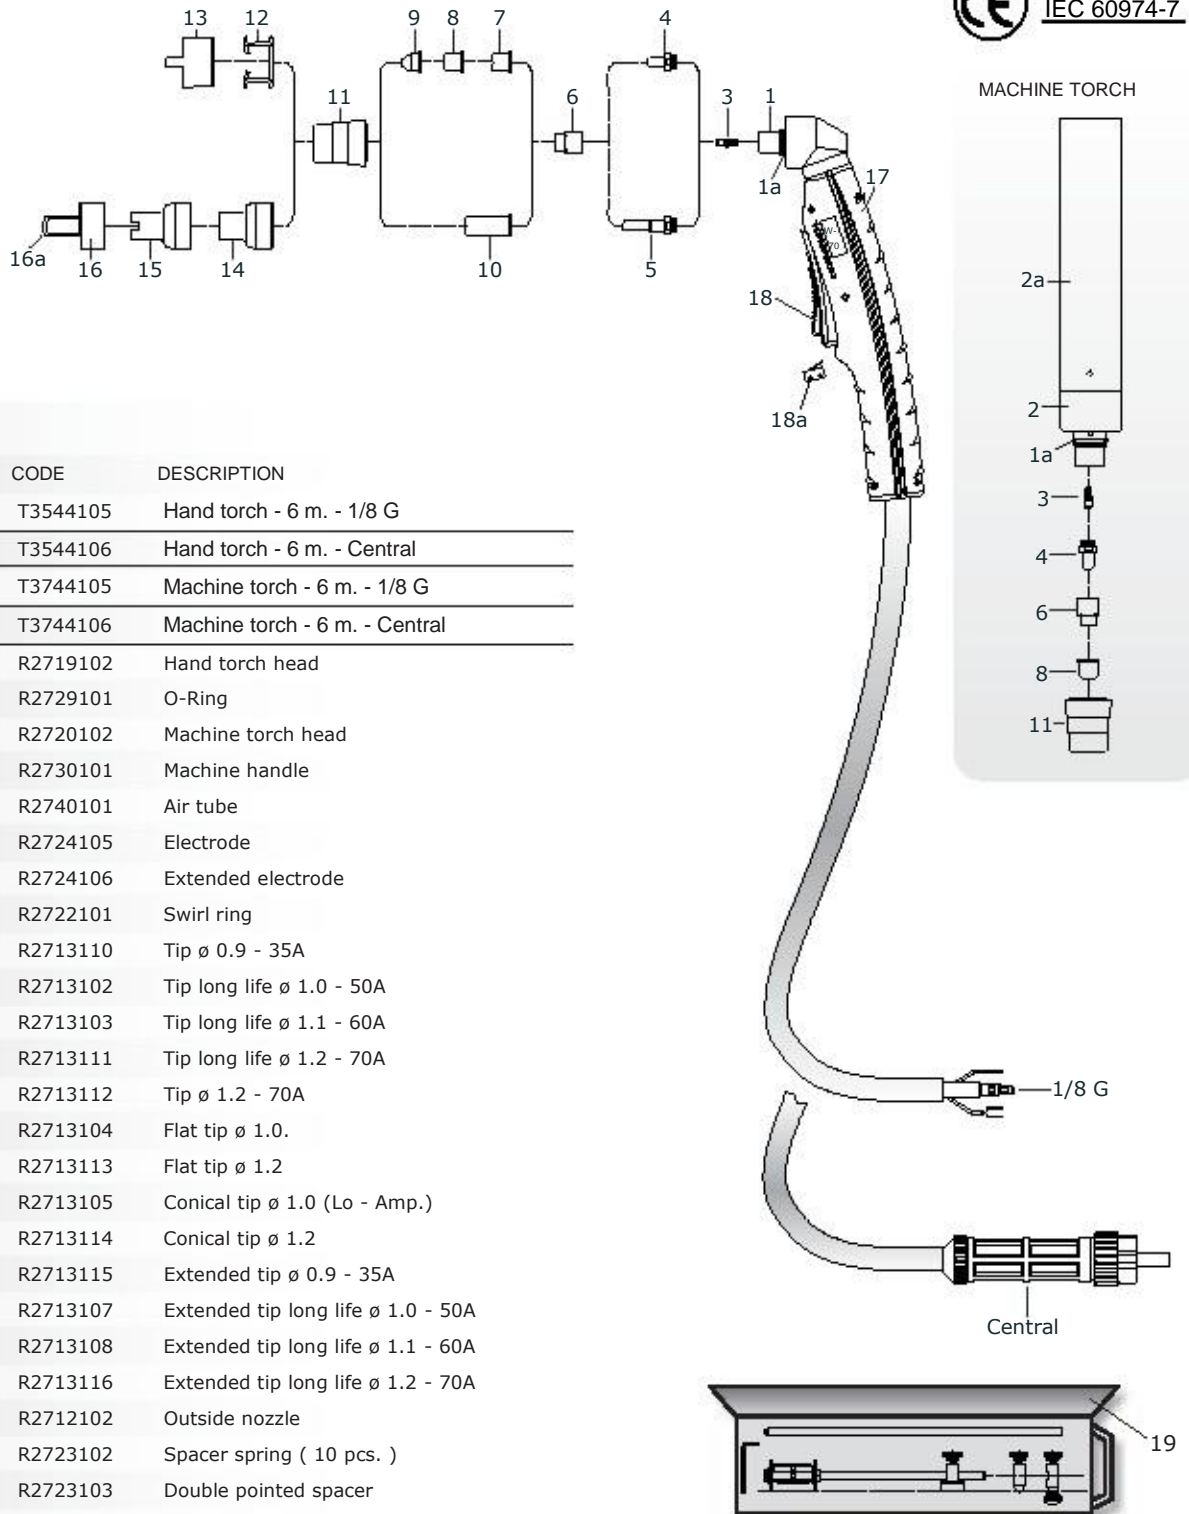 13 12 9 8 7 4
CE IEC 60974-7
MACHINE TORCH
11 6 3 1
1a
17
16a 16 15 14 10 5
18
18a
2a
2
1a
3
4
6
8
11
CODE DESCRIPTION
T3544105 Hand torch - 6 m. - 1/8 G
T3544106 Hand torch - 6 m. - Central
T3744105 Machine torch - 6 m. - 1/8 G
T3744106 Machine torch - 6 m. - Central
R2719102 Hand torch head
R2729101 O-Ring
R2720102 Machine torch head
R2730101 Machine handle
R2740101 Air tube
R2724105 Electrode
R2724106 Extended electrode
R2722101 Swirl ring
R2713110 Tip ø 0.9 - 35A
R2713102 Tip long life ø 1.0 - 50A
R2713103 Tip long life ø 1.1 - 60A
R2713111 Tip long life ø 1.2 - 70A
R2713112 Tip ø 1.2 - 70A
R2713104 Flat tip ø 1.0.
R2713113 Flat tip ø 1.2
R2713105 Conical tip ø 1.0 (Lo - Amp.)
R2713114 Conical tip ø 1.2
R2713115 Extended tip ø 0.9 - 35A
R2713107 Extended tip long life ø 1.0 - 50A
R2713108 Extended tip long life ø 1.1 - 60A
R2713116 Extended tip long life ø 1.2 - 70A
R2712102 Outside nozzle
R2723102 Spacer spring ( 10 pcs. )
R2723103 Double pointed spacer
1/8 G
Central
19